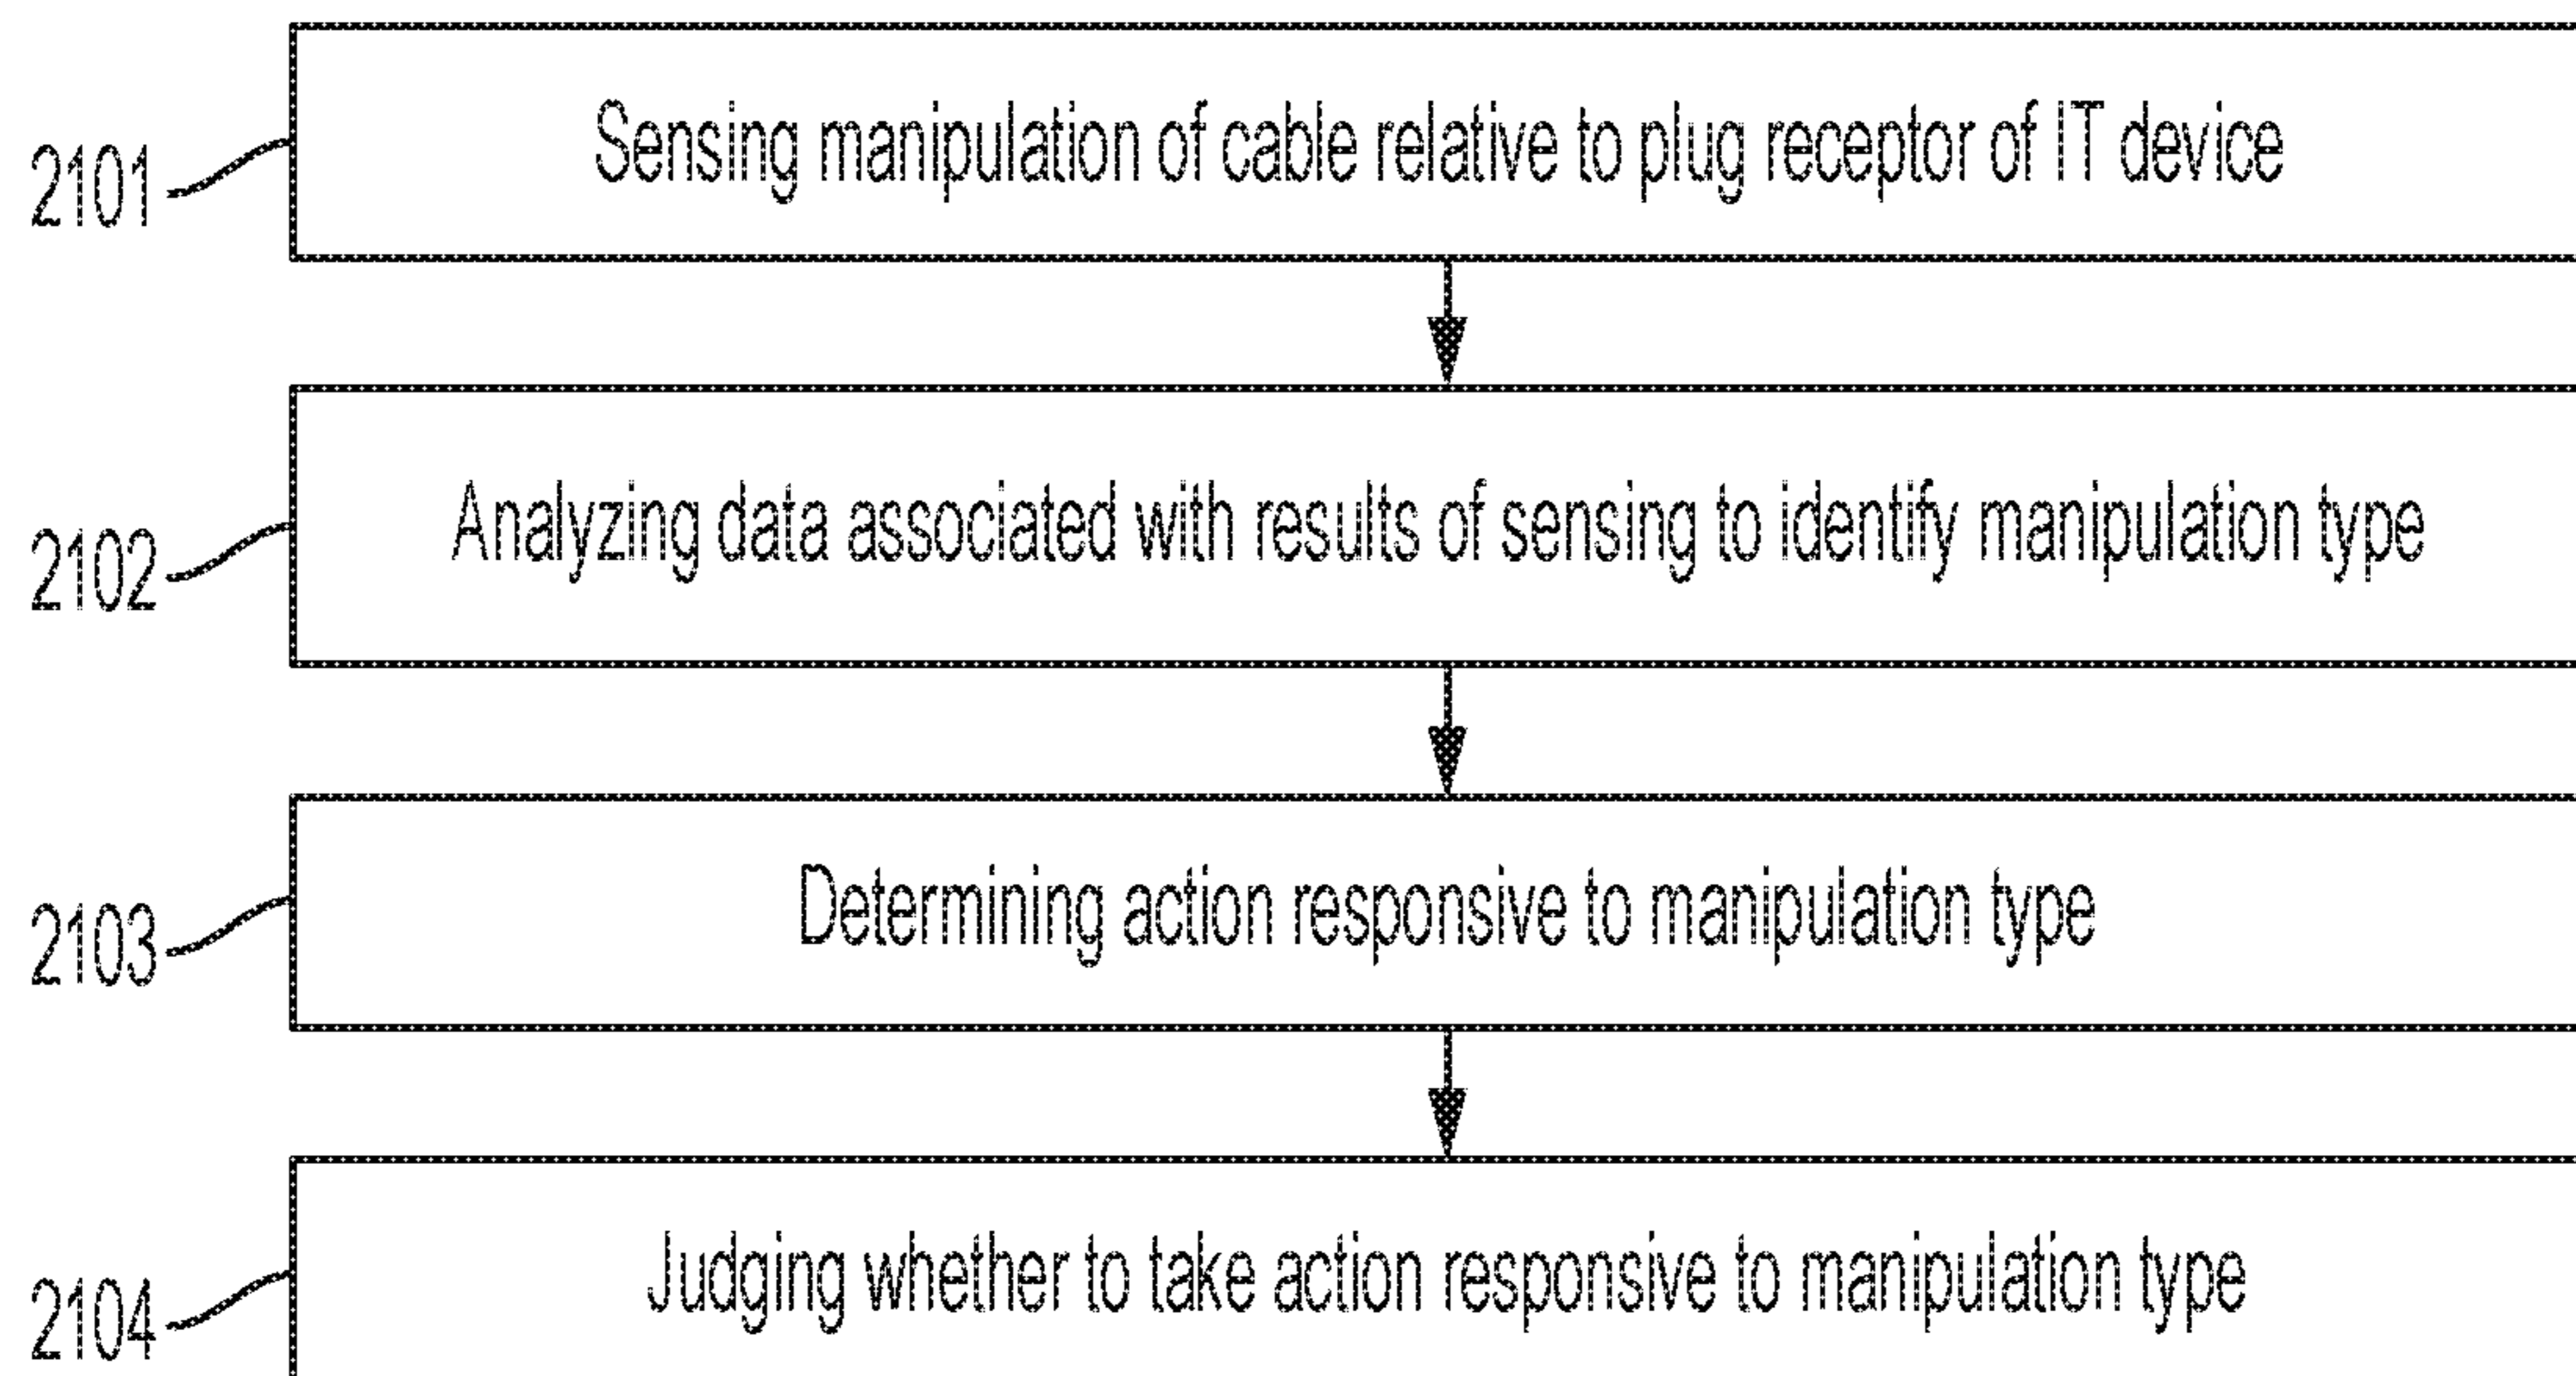 2101 Sensing manipulation of cable relative to plug receptor of IT device
2102 Analyzing data associated with results of sensing to identify manipulation type
2103 Determining action responsive to manipulation type
2104 Judging whether to take action responsive to manipulation type